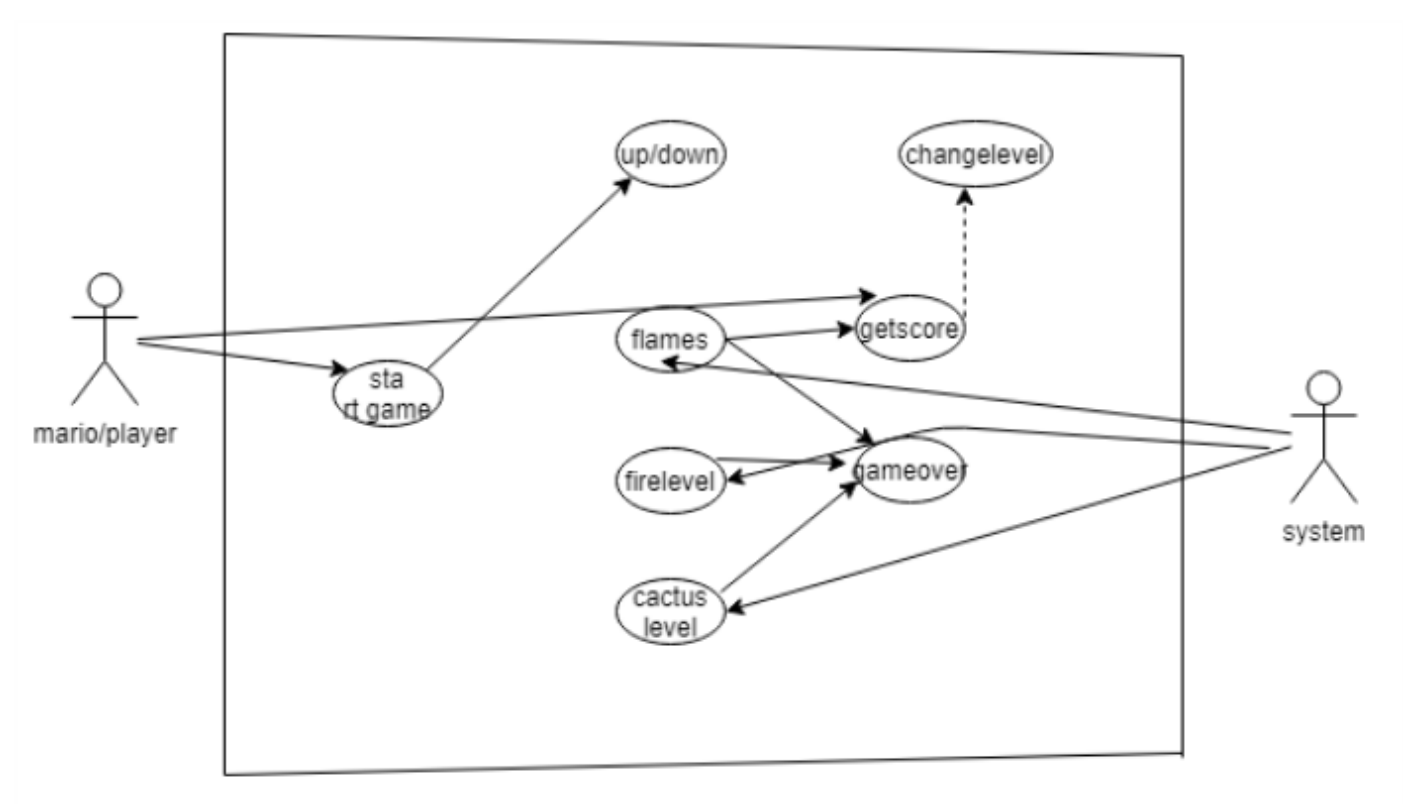 up/down
changelevel
flames
getscore
sta
rt game
mario/player
firelevel
gameover
system
cactus
level